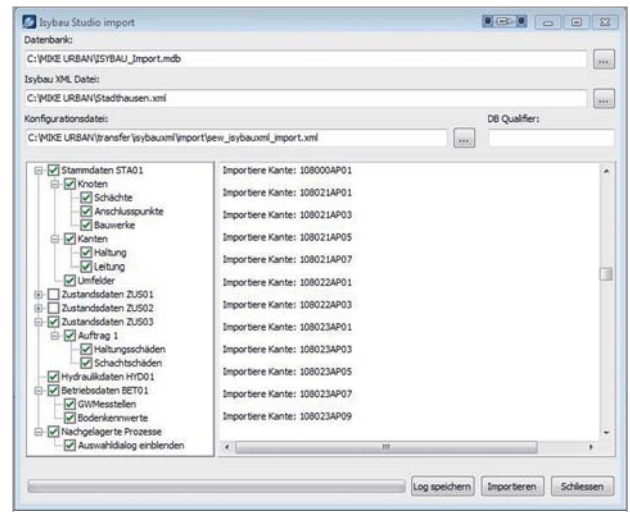 Isybau Studio import
Datenbank:
C:\MIKE URBAN\ISYBAU_Import.mdb
...
Isybau XML Datei:
C:\MIKE URBAN\Stadthausen.xml
...
Konfigurationsdatei:
DB Qualifier:
C:\MIKE URBAN\transfer\isybauxml\import\sew_isybauxml_import.xml
...
Stammdaten STA01
Knoten
Schächte
Anschlusspunkte
Bauwerke
Kanten
Haltung
Leitung
Umfelder
Zustandsdaten ZUS01
Zustandsdaten ZUS02
Zustandsdaten ZUS03
Auftrag 1
Haltungsschäden
Schachtschäden
Hydraulikdaten HYD01
Betriebsdaten BET01
GWMesstellen
Bodenkennwerte
Nachgelagerte Prozesse
Auswahldialog einblenden
Importiere Kante: 108000AP01
Importiere Kante: 108021AP01
Importiere Kante: 108021AP03
Importiere Kante: 108021AP05
Importiere Kante: 108021AP07
Importiere Kante: 108022AP01
Importiere Kante: 108022AP03
Importiere Kante: 108023AP01
Importiere Kante: 108023AP03
Importiere Kante: 108023AP05
Importiere Kante: 108023AP07
Importiere Kante: 108023AP09
Log speichern
Importieren
Schliessen